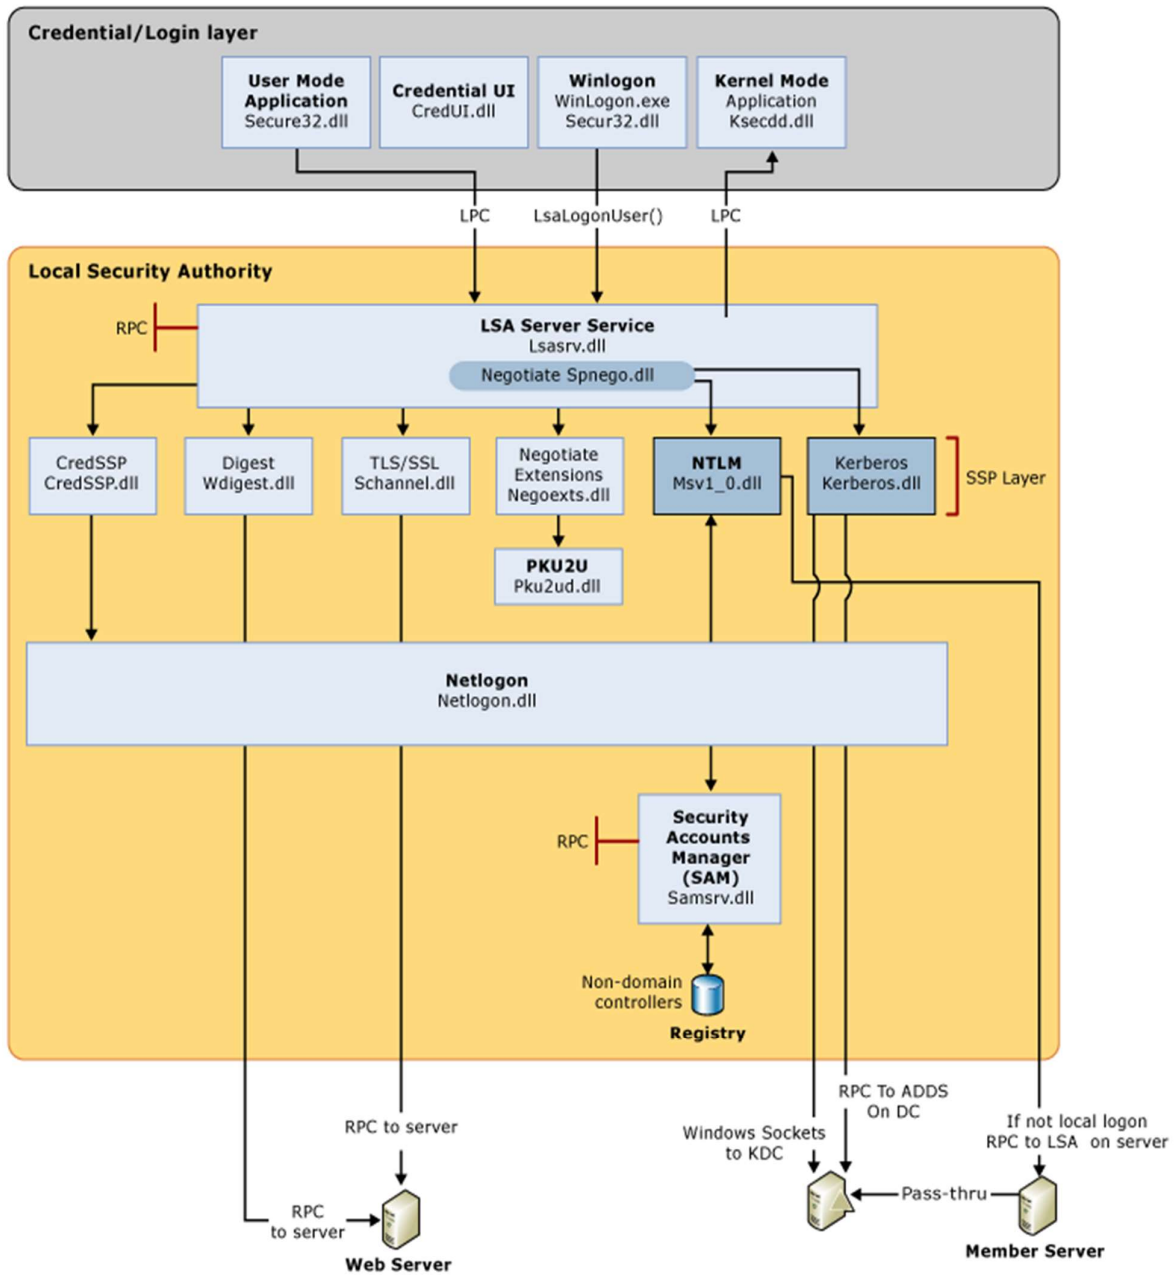 Credential/Login layer
User Mode
Application
Secure32.dll
Credential UI
CredUI.dll
Winlogon
WinLogon.exe
Secur32.dll
Kernel Mode
Application
Ksecdd.dll
LPC
LsaLogonUser()
LPC
Local Security Authority
RPC
LSA Server Service
Lsasrv.dll
Negotiate Spnego.dll
CredSSP
CredSSP.dll
Digest
Wdigest.dll
TLS/SSL
Schannel.dll
Negotiate
Extensions
Negoexts.dll
NTLM
Msv1_0.dll
Kerberos
Kerberos.dll
SSP Layer
PKU2U
Pku2ud.dll
Netlogon
Netlogon.dll
RPC
Security
Accounts
Manager
(SAM)
Samsrv.dll
Non-domain
controllers
Registry
RPC to server
RPC
to server
Web Server
Windows Sockets
to KDC
RPC To ADDS
On DC
If not local logon
RPC to LSA on server
Pass-thru
Member Server